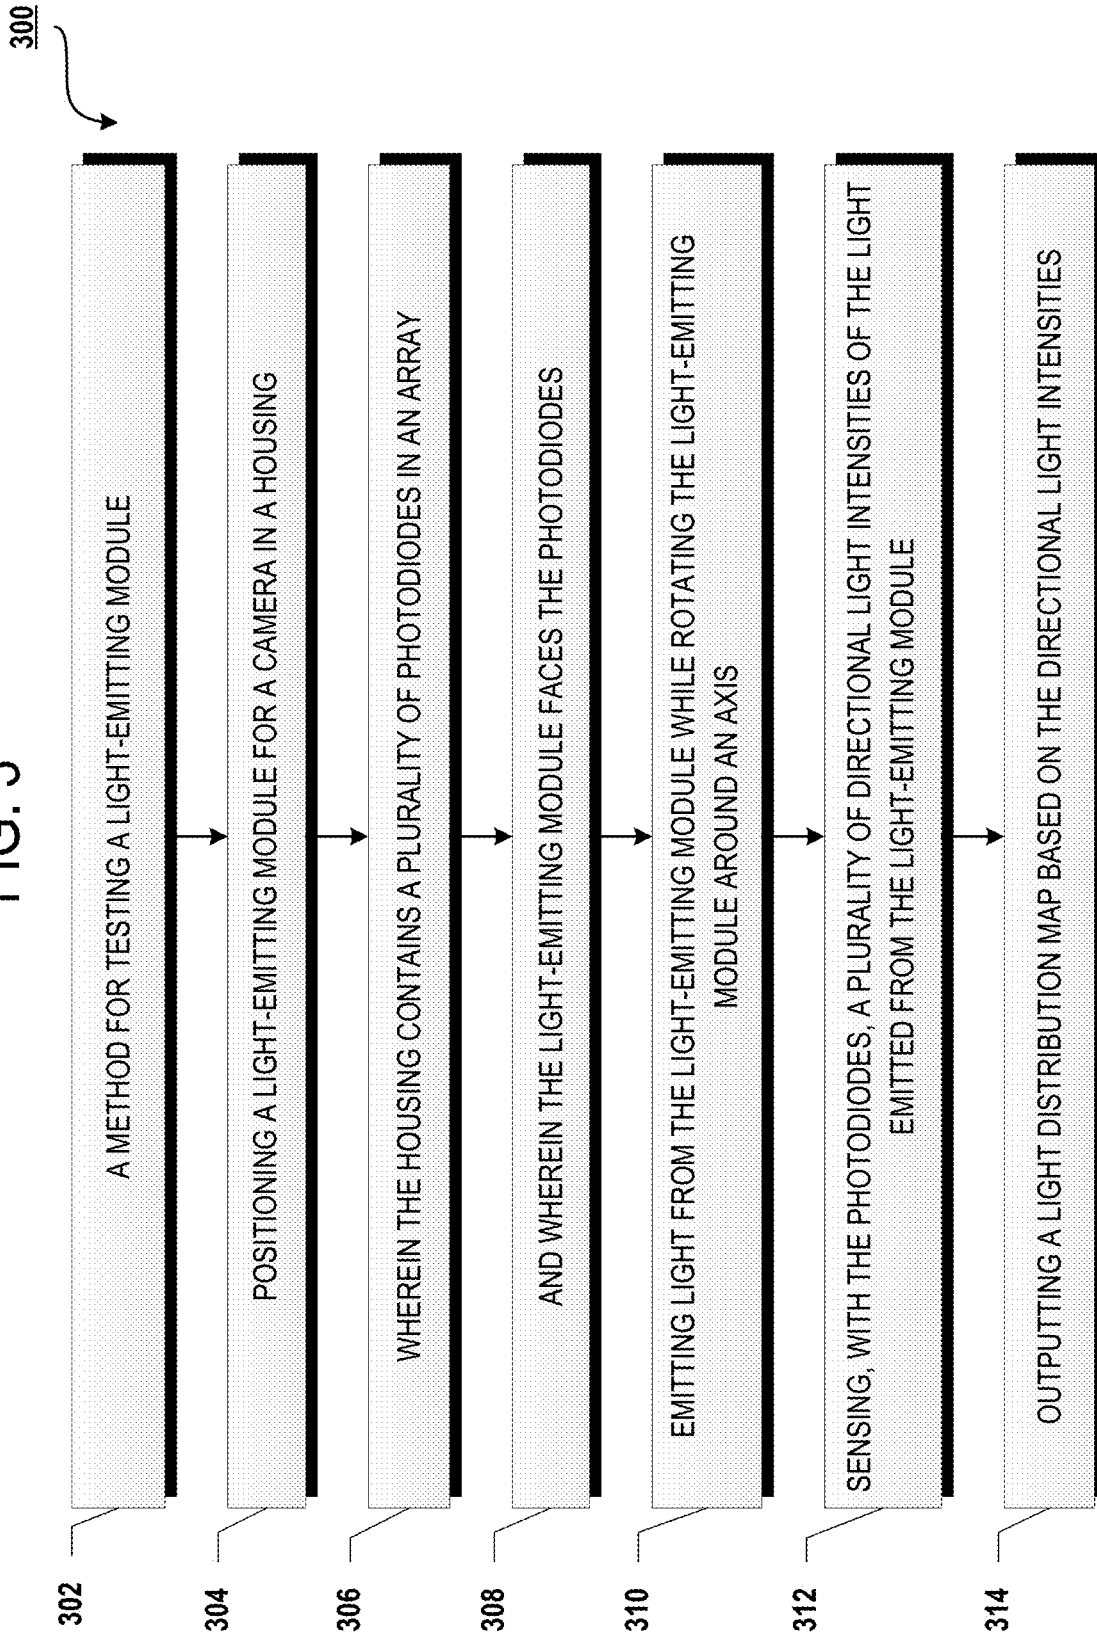 300
302
A METHOD FOR TESTING A LIGHT-EMITTING MODULE
304
POSITIONING A LIGHT-EMITTING MODULE FOR A CAMERA IN A HOUSING
306
WHEREIN THE HOUSING CONTAINS A PLURALITY OF PHOTODIODES IN AN ARRAY
308
AND WHEREIN THE LIGHT-EMITTING MODULE FACES THE PHOTODIODES
310
EMITTING LIGHT FROM THE LIGHT-EMITTING MODULE WHILE ROTATING THE LIGHT-EMITTING
MODULE AROUND AN AXIS
312
SENSING, WITH THE PHOTODIODES, A PLURALITY OF DIRECTIONAL LIGHT INTENSITIES OF THE LIGHT
EMITTED FROM THE LIGHT-EMITTING MODULE
314
OUTPUTTING A LIGHT DISTRIBUTION MAP BASED ON THE DIRECTIONAL LIGHT INTENSITIES